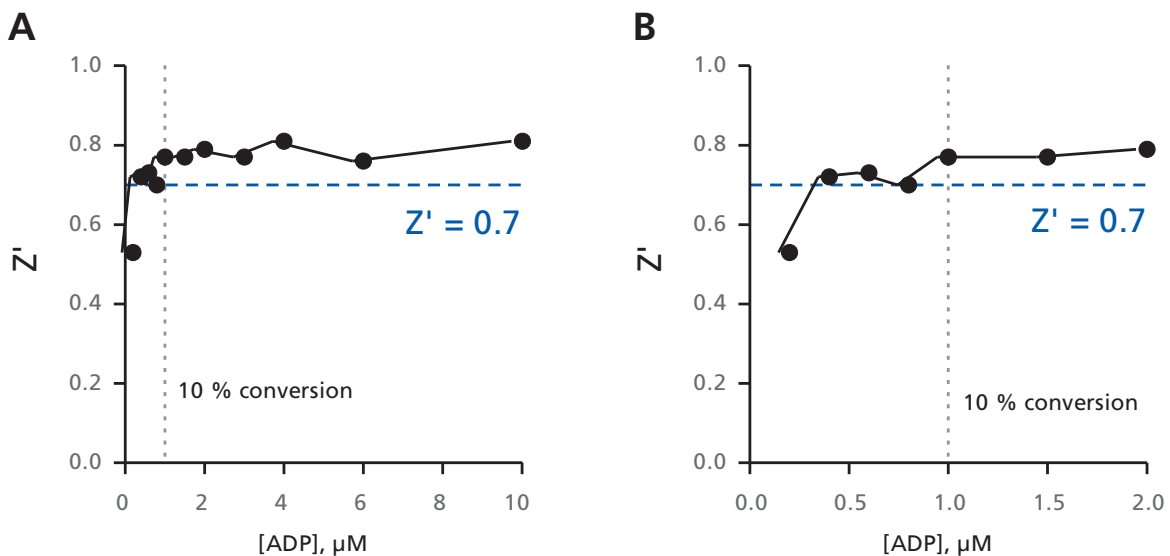 A
1.0
0.8
0.6
0.4
0.2
0.0
Z'
Z' = 0.7
10 % conversion
0 2 4 6 8 10
[ADP], µM
B
1.0
0.8
0.6
0.4
0.2
0.0
Z'
Z' = 0.7
10 % conversion
0.0 0.5 1.0 1.5 2.0
[ADP], µM